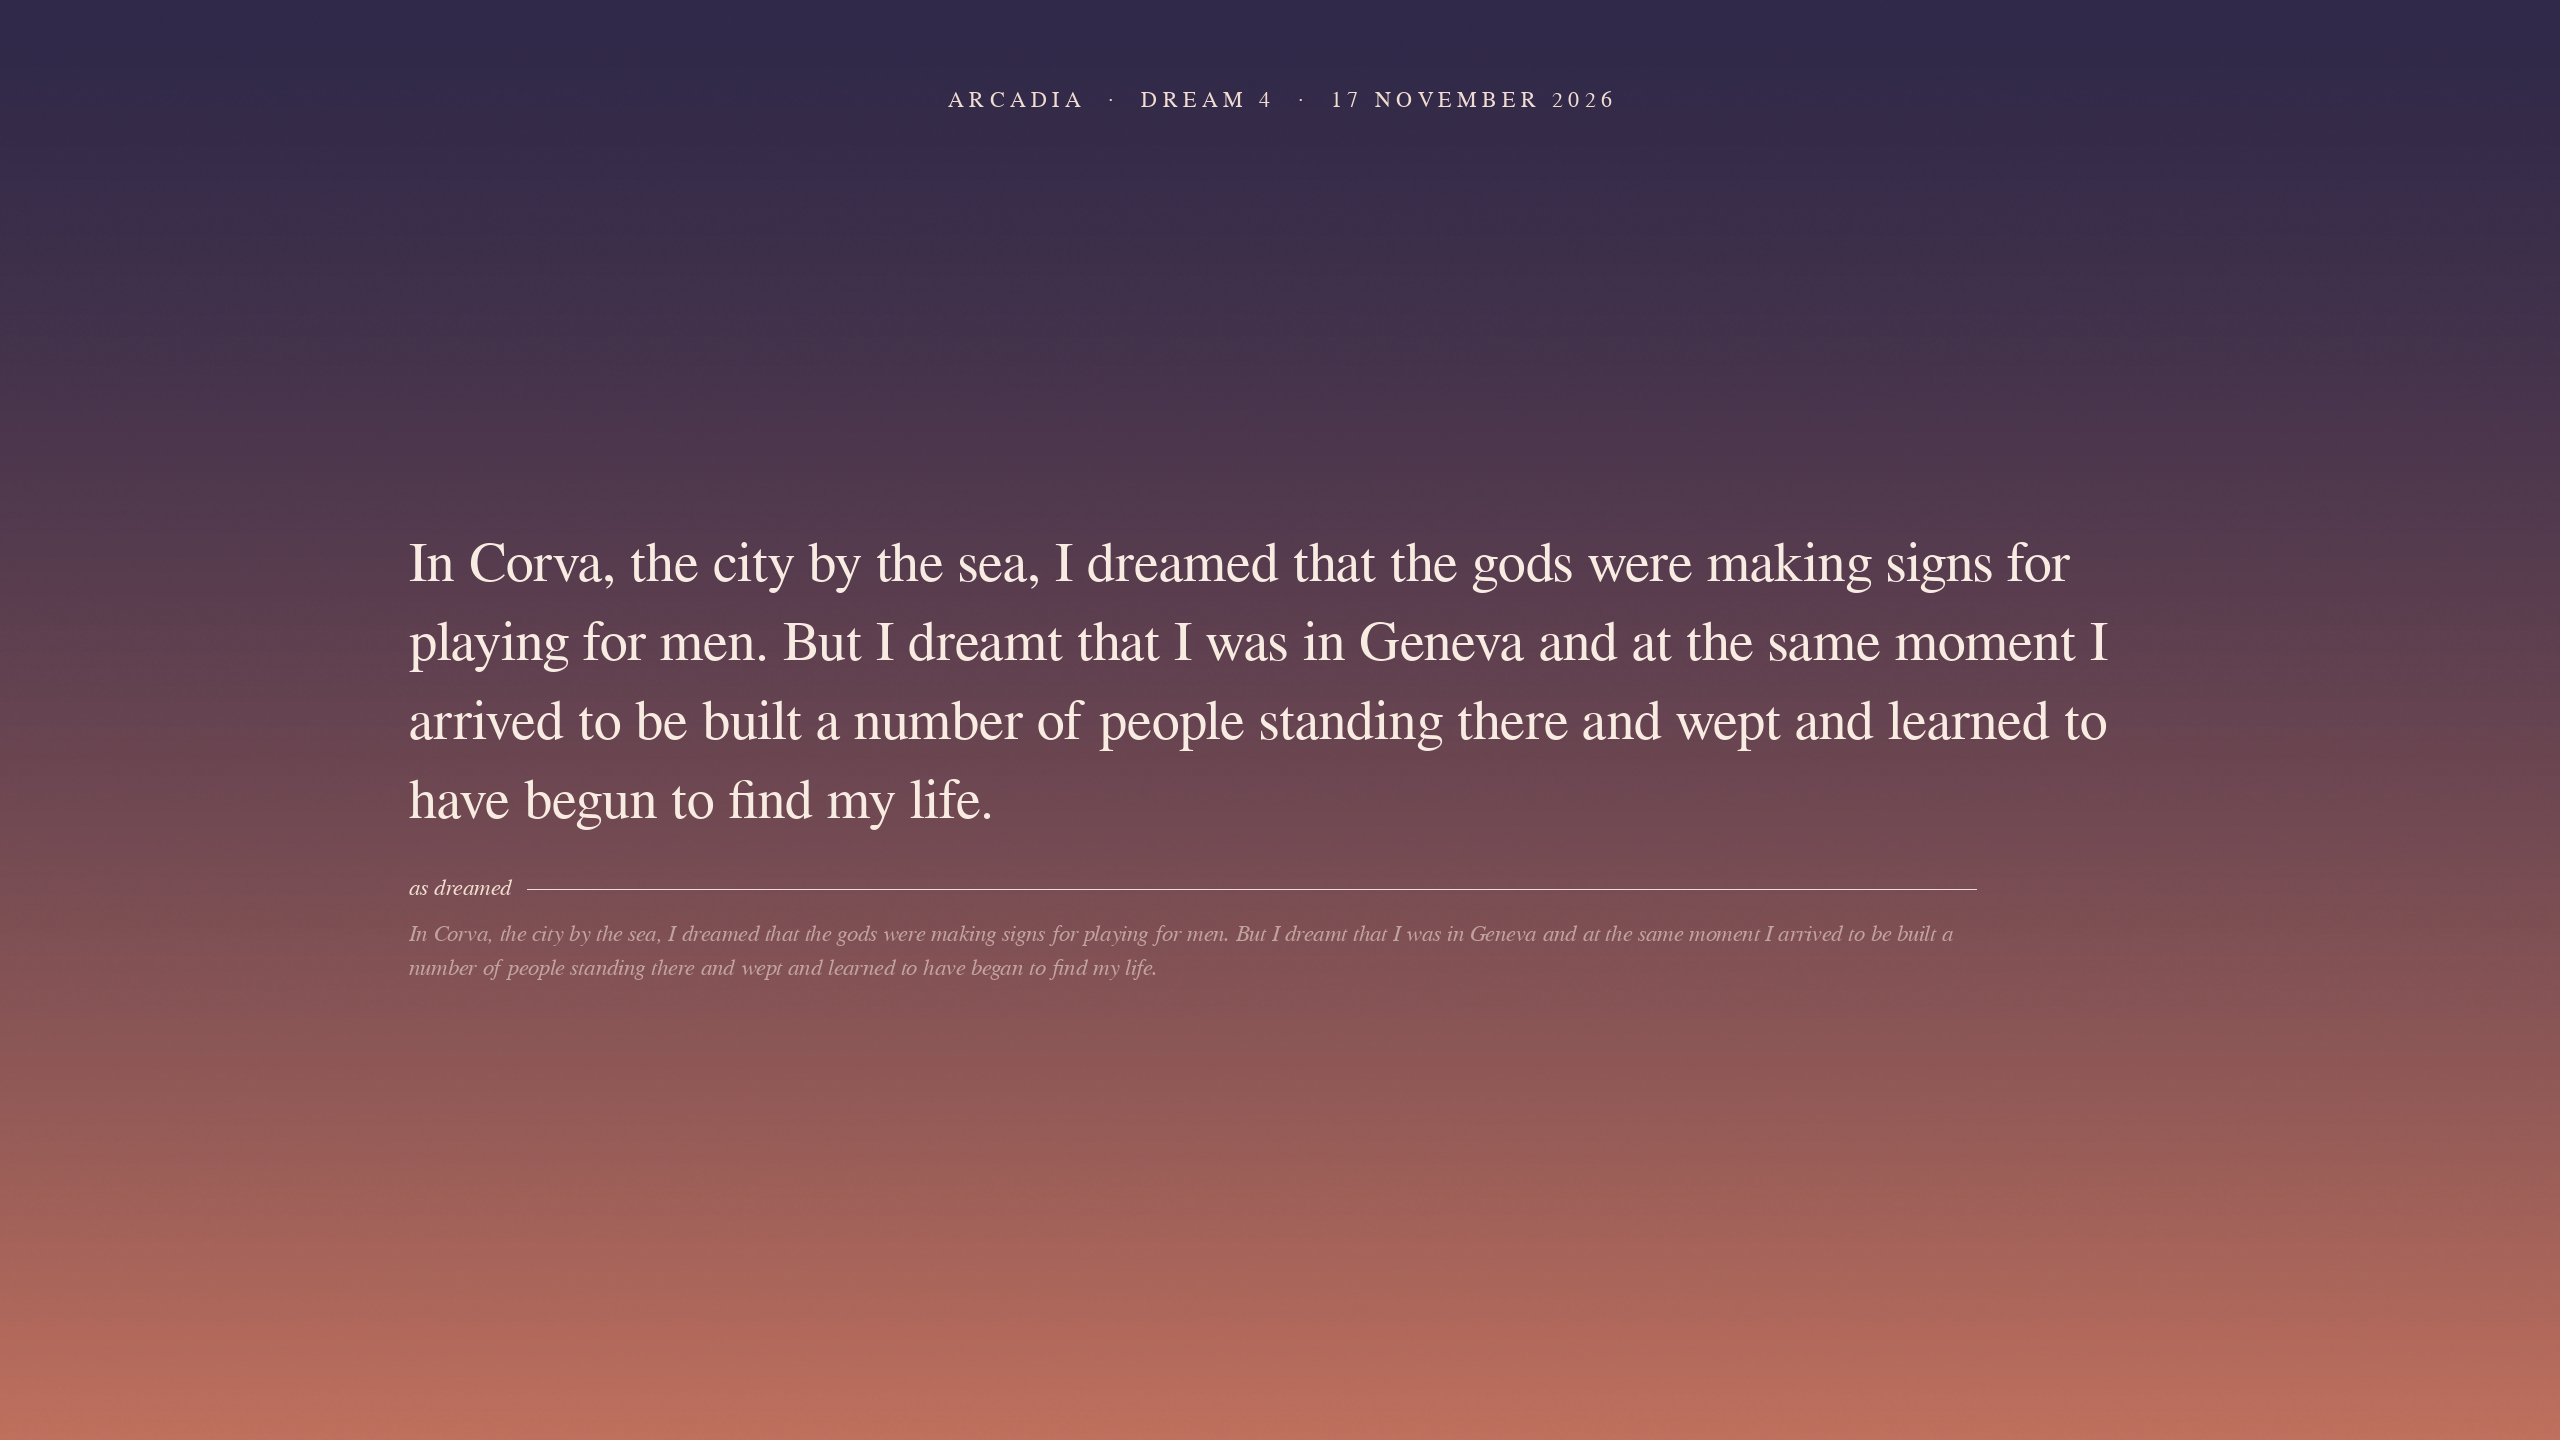 ARCADIA · DREAM 4 · 17 NOVEMBER 2026
In Corva, the city by the sea, I dreamed that the gods were making signs for
playing for men. But I dreamt that I was in Geneva and at the same moment I
arrived to be built a number of people standing there and wept and learned to
have begun to find my life.
as dreamed
In Corva, the city by the sea, I dreamed that the gods were making signs for playing for men. But I dreamt that I was in Geneva and at the same moment I arrived to be built a
number of people standing there and wept and learned to have began to find my life.